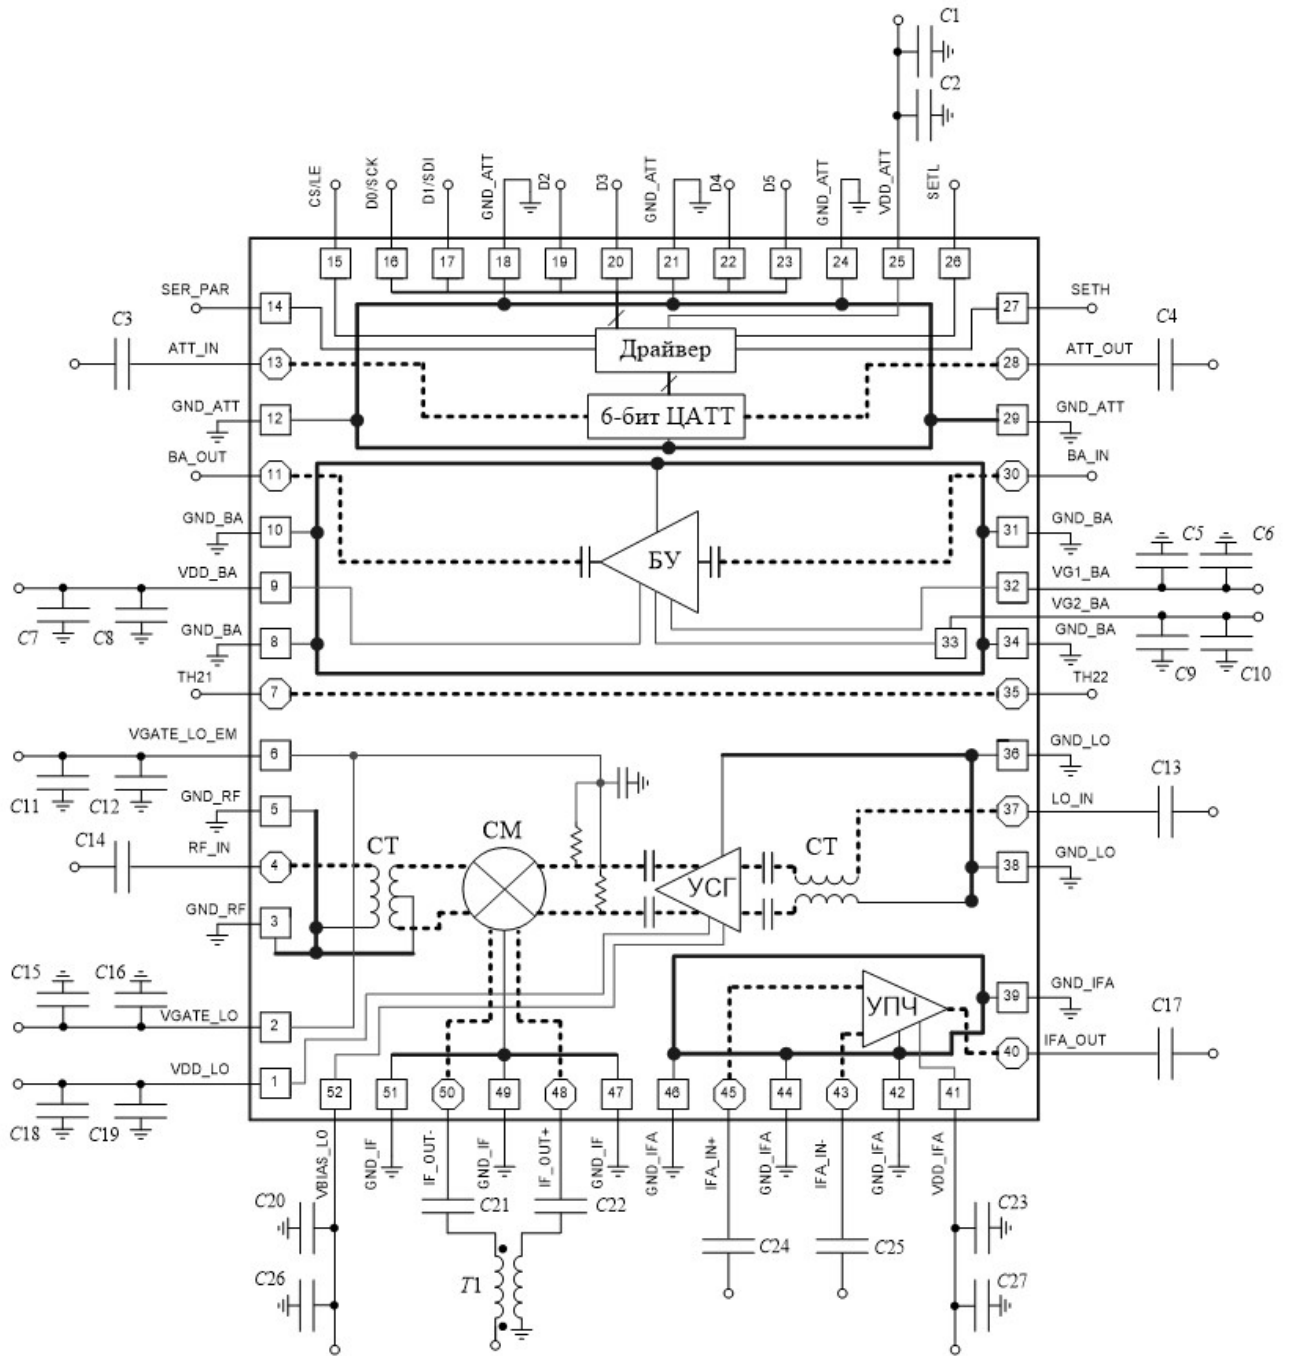 C1
C2
CS/LE
D0/SCK
D1/SDI
GND_ATT
D2
D3
GND_ATT
D4
D5
GND_ATT
VDD_ATT
SETL
15
16
17
18
19
20
21
22
23
24
25
26
SER_PAR
14
27
SETH
C3
ATT_IN
13
Драйвер
28
ATT_OUT
C4
GND_ATT
12
6-бит ЦАТТ
29
GND_ATT
BA_OUT
11
30
BA_IN
GND_BA
10
БУ
31
GND_BA
C5
C6
VDD_BA
9
32
VG1_BA
C7
C8
VG2_BA
GND_BA
8
33
34
GND_BA
C9
C10
TH21
7
35
TH22
VGATE_LO_EM
6
36
GND_LO
C11
C12
GND_RF
5
37
LO_IN
C13
C14
RF_IN
4
СТ
СМ
УСГ
СТ
38
GND_LO
GND_RF
3
C15
C16
VGATE_LO
2
УПЧ
39
GND_IFA
C17
40
IFA_OUT
VDD_LO
1
C18
C19
52
51
50
49
48
47
46
45
44
43
42
41
VBIAS_LO
GND_IF
IF_OUT-
GND_IF
IF_OUT+
GND_IF
GND_IFA
IFA_IN+
GND_IFA
IFA_IN-
GND_IFA
VDD_IFA
C20
C21
C22
C23
C24
C25
C26
T1
C27